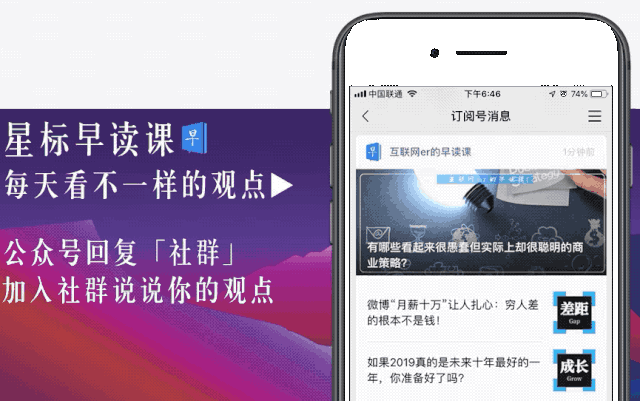 星标早读课
早
每天看不一样的观点▶
公众号回复「社群」
加入社群说说你的观点
中国联通
下午6:46
74%
订阅号消息
早
互联网er的早读课
1分钟前
strategy
有哪些看起来很愚蠢但实际上却很聪明的商
业策略?
微博“月薪十万”让人扎心：穷人差
的根本不是钱!
差距
Gap
如果2019真的是未来十年最好的一
年，你准备好了吗?
成长
Grow